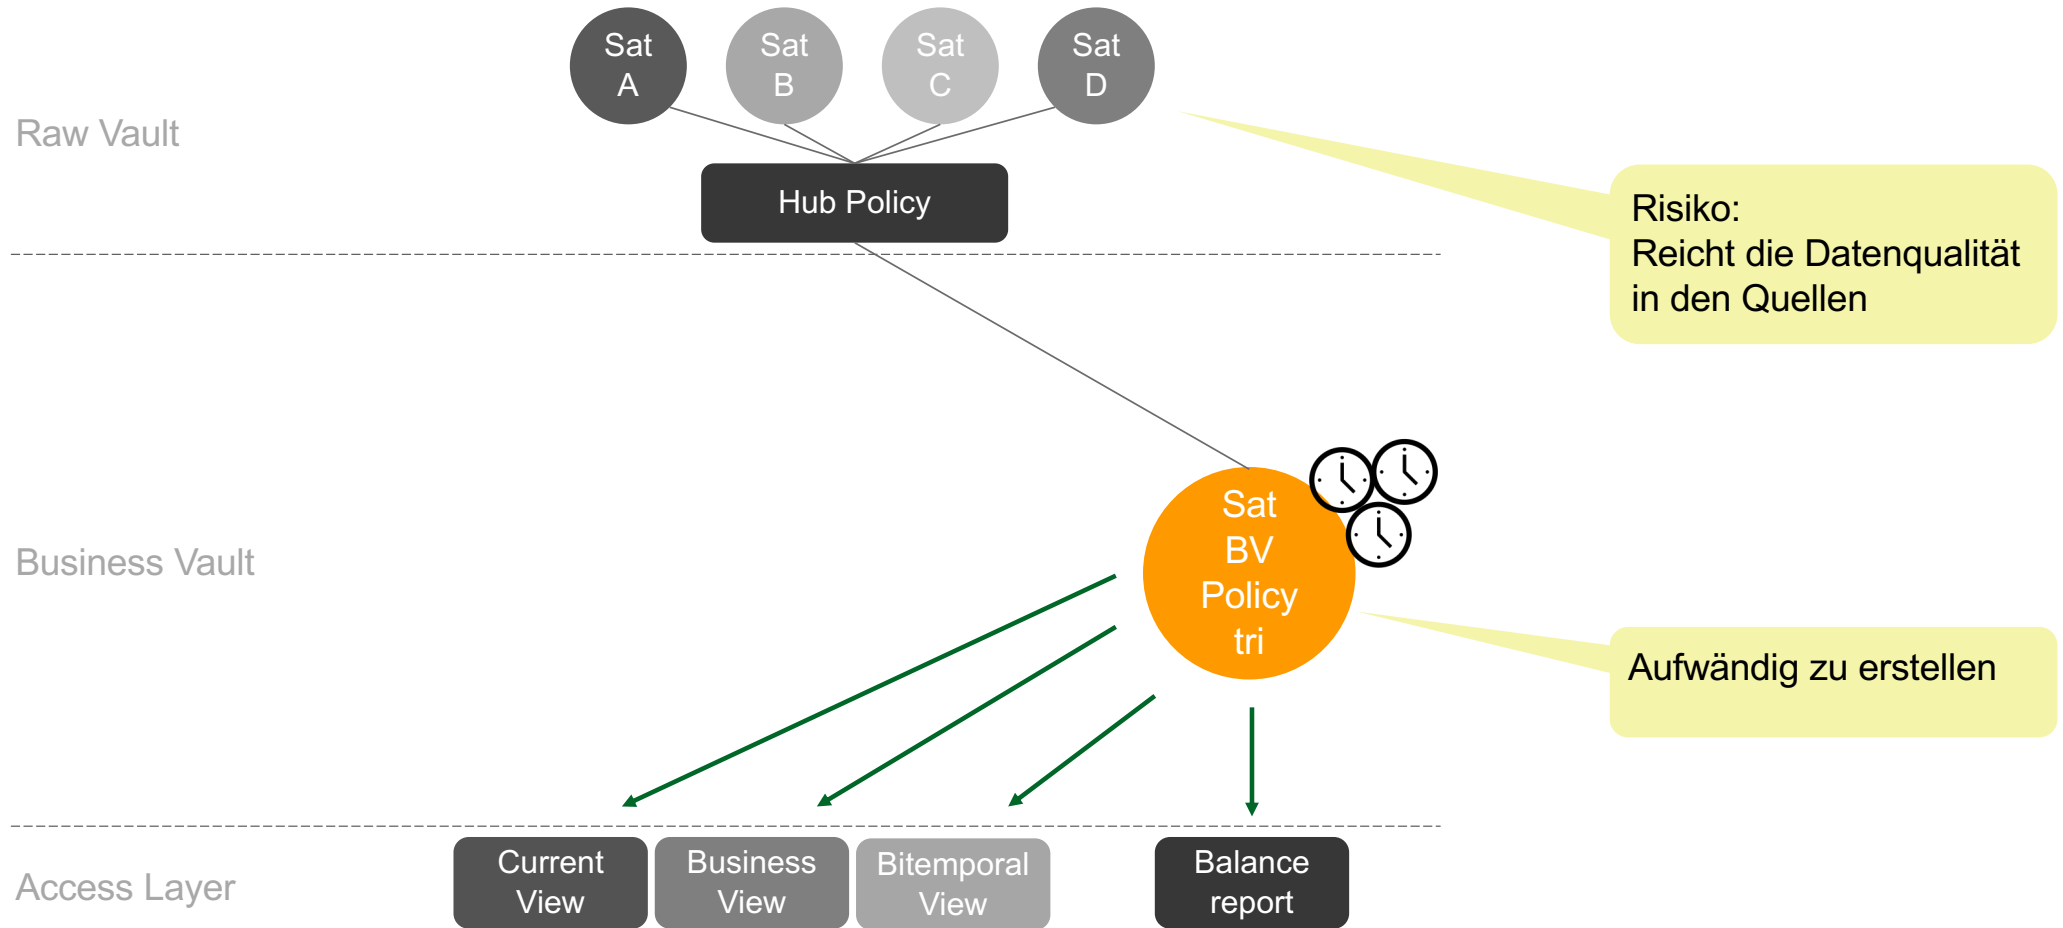 Sat
A
Sat
B
Sat
C
Sat
D
Raw Vault
Hub Policy
Risiko:
Reicht die Datenqualität
in den Quellen
Sat
BV
Policy
tri
Business Vault
Aufwändig zu erstellen
Current
View
Business
View
Bitemporal
View
Balance
report
Access Layer